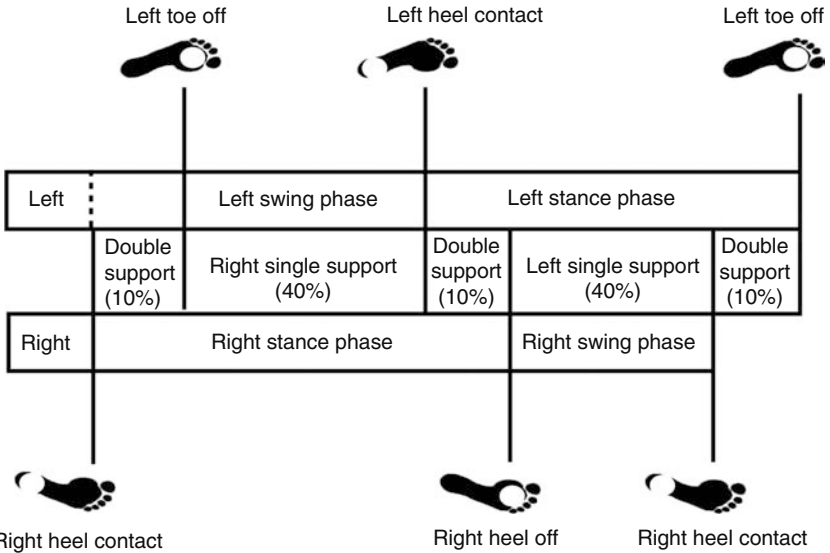 Left toe off
Left heel contact
Left toe off
Left
Left swing phase
Left stance phase
Double
support
(10%)
Right single support
(40%)
Double
support
(10%)
Left single support
(40%)
Double
support
(10%)
Right
Right stance phase
Right swing phase
Right heel contact
Right heel off
Right heel contact